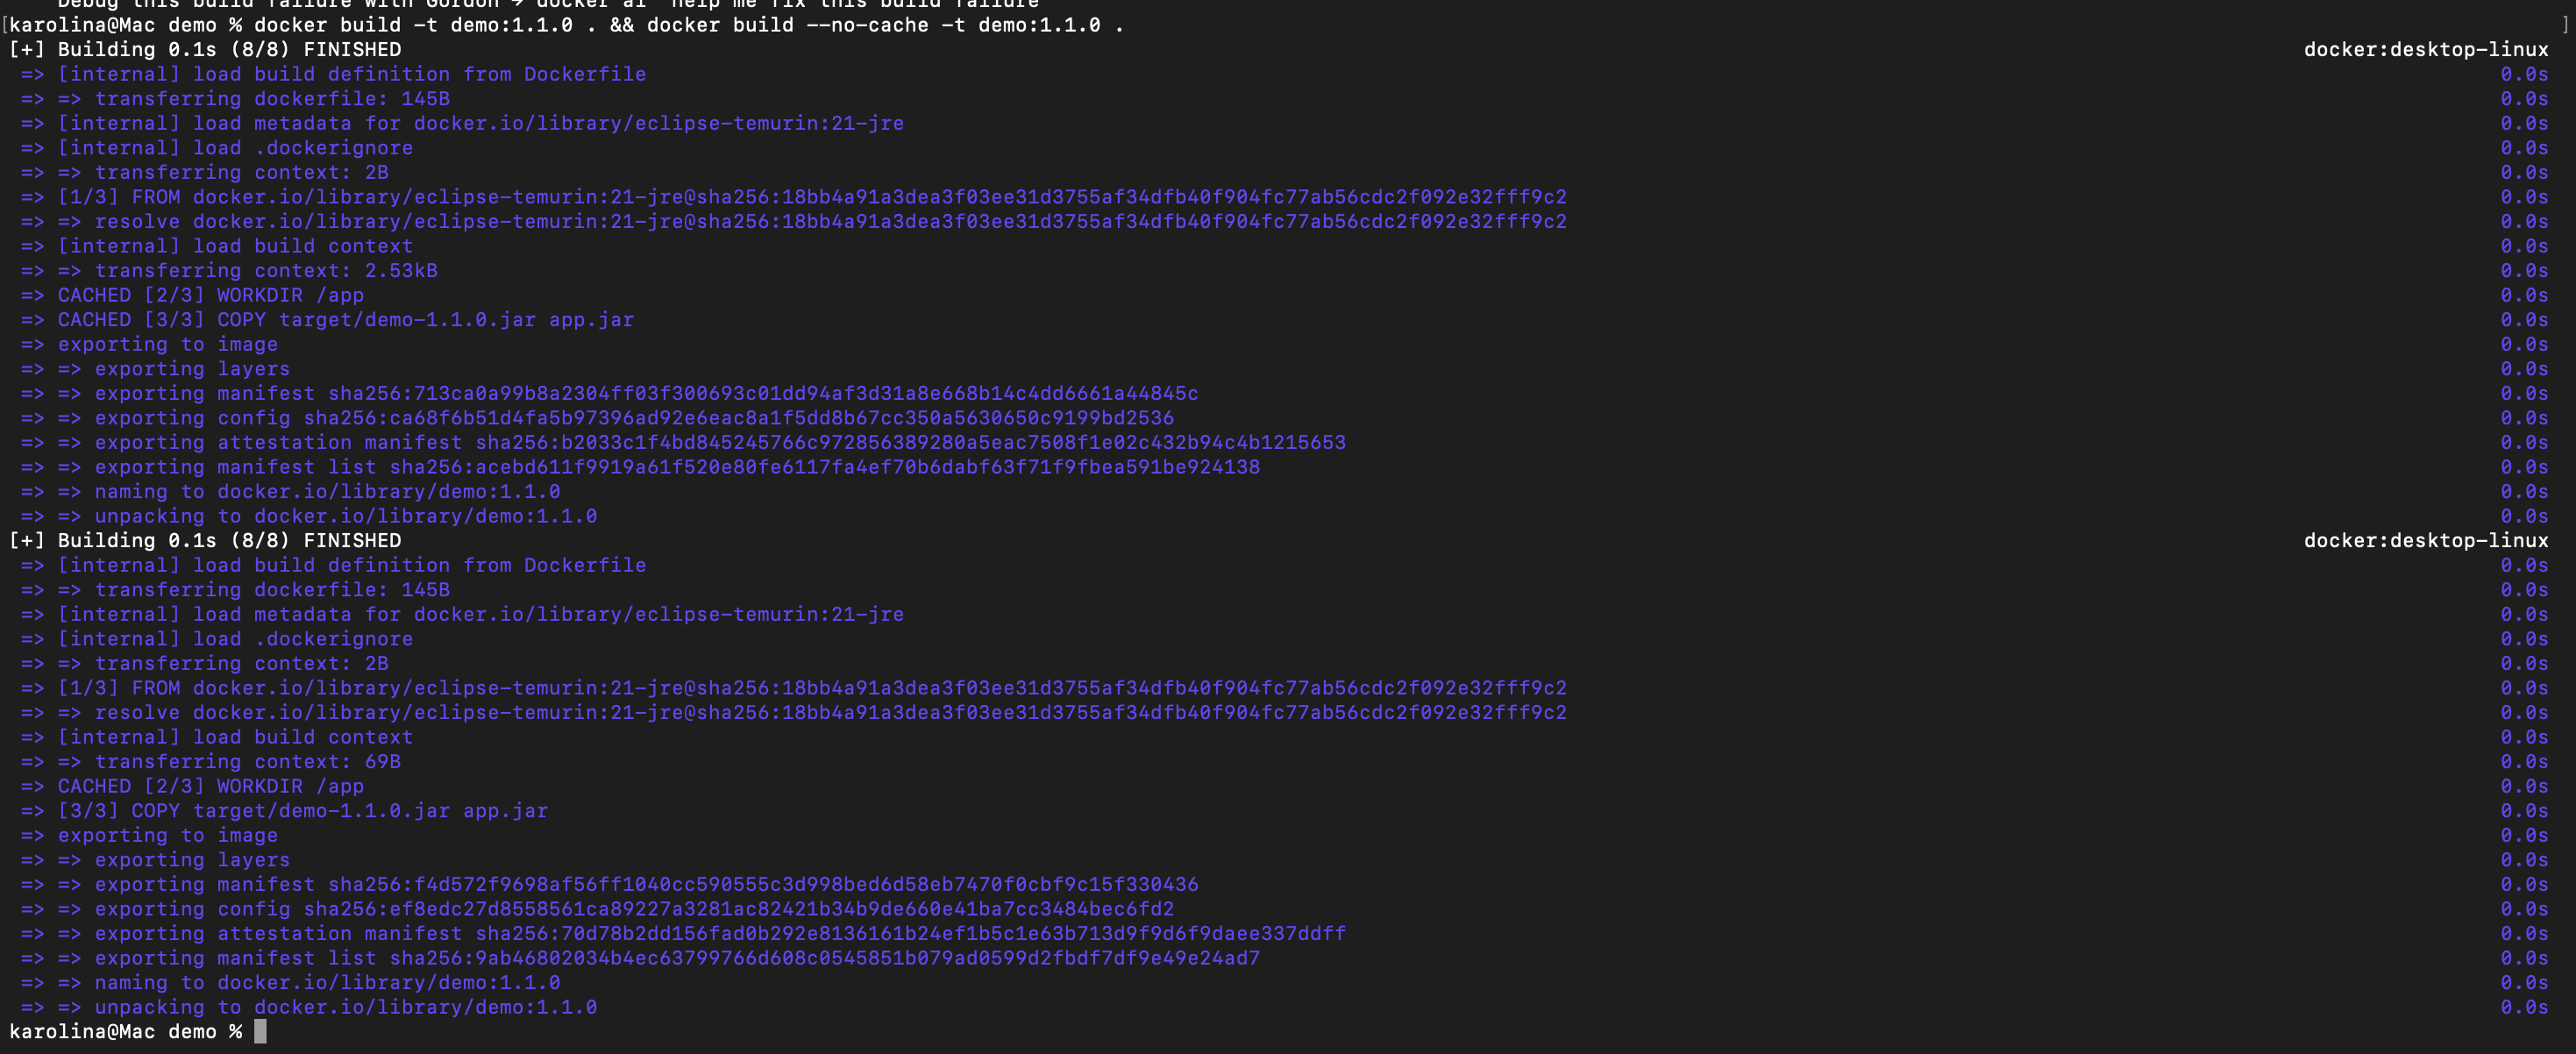 Debug this build failure with Gordon → docker ai "help me fix this build failure"
[karolina@Mac demo % docker build -t demo:1.1.0 . && docker build --no-cache -t demo:1.1.0 . ]
[+] Building 0.1s (8/8) FINISHED docker:desktop-linux
=> [internal] load build definition from Dockerfile 0.0s
=> => transferring dockerfile: 145B 0.0s
=> [internal] load metadata for docker.io/library/eclipse-temurin:21-jre 0.0s
=> [internal] load .dockerignore 0.0s
=> => transferring context: 2B 0.0s
=> [1/3] FROM docker.io/library/eclipse-temurin:21-jre@sha256:18bb4a91a3dea3f03ee31d3755af34dfb40f904fc77ab56cdc2f092e32fff9c2 0.0s
=> => resolve docker.io/library/eclipse-temurin:21-jre@sha256:18bb4a91a3dea3f03ee31d3755af34dfb40f904fc77ab56cdc2f092e32fff9c2 0.0s
=> [internal] load build context 0.0s
=> => transferring context: 2.53kB 0.0s
=> CACHED [2/3] WORKDIR /app 0.0s
=> CACHED [3/3] COPY target/demo-1.1.0.jar app.jar 0.0s
=> exporting to image 0.0s
=> => exporting layers 0.0s
=> => exporting manifest sha256:713ca0a99b8a2304ff03f300693c01dd94af3d31a8e668b14c4dd6661a44845c 0.0s
=> => exporting config sha256:ca68f6b51d4fa5b97396ad92e6eac8a1f5dd8b67cc350a5630650c9199bd2536 0.0s
=> => exporting attestation manifest sha256:b2033c1f4bd845245766c972856389280a5eac7508f1e02c432b94c4b1215653 0.0s
=> => exporting manifest list sha256:acebd611f9919a61f520e80fe6117fa4ef70b6dabf63f71f9fbea591be924138 0.0s
=> => naming to docker.io/library/demo:1.1.0 0.0s
=> => unpacking to docker.io/library/demo:1.1.0 0.0s
[+] Building 0.1s (8/8) FINISHED docker:desktop-linux
=> [internal] load build definition from Dockerfile 0.0s
=> => transferring dockerfile: 145B 0.0s
=> [internal] load metadata for docker.io/library/eclipse-temurin:21-jre 0.0s
=> [internal] load .dockerignore 0.0s
=> => transferring context: 2B 0.0s
=> [1/3] FROM docker.io/library/eclipse-temurin:21-jre@sha256:18bb4a91a3dea3f03ee31d3755af34dfb40f904fc77ab56cdc2f092e32fff9c2 0.0s
=> => resolve docker.io/library/eclipse-temurin:21-jre@sha256:18bb4a91a3dea3f03ee31d3755af34dfb40f904fc77ab56cdc2f092e32fff9c2 0.0s
=> [internal] load build context 0.0s
=> => transferring context: 69B 0.0s
=> CACHED [2/3] WORKDIR /app 0.0s
=> [3/3] COPY target/demo-1.1.0.jar app.jar 0.0s
=> exporting to image 0.0s
=> => exporting layers 0.0s
=> => exporting manifest sha256:f4d572f9698af56ff1040cc590555c3d998bed6d58eb7470f0cbf9c15f330436 0.0s
=> => exporting config sha256:ef8edc27d8558561ca89227a3281ac82421b34b9de660e41ba7cc3484bec6fd2 0.0s
=> => exporting attestation manifest sha256:70d78b2dd156fad0b292e8136161b24ef1b5c1e63b713d9f9d6f9daee337ddff 0.0s
=> => exporting manifest list sha256:9ab46802034b4ec63799766d608c0545851b079ad0599d2fbdf7df9e49e24ad7 0.0s
=> => naming to docker.io/library/demo:1.1.0 0.0s
=> => unpacking to docker.io/library/demo:1.1.0 0.0s
karolina@Mac demo %